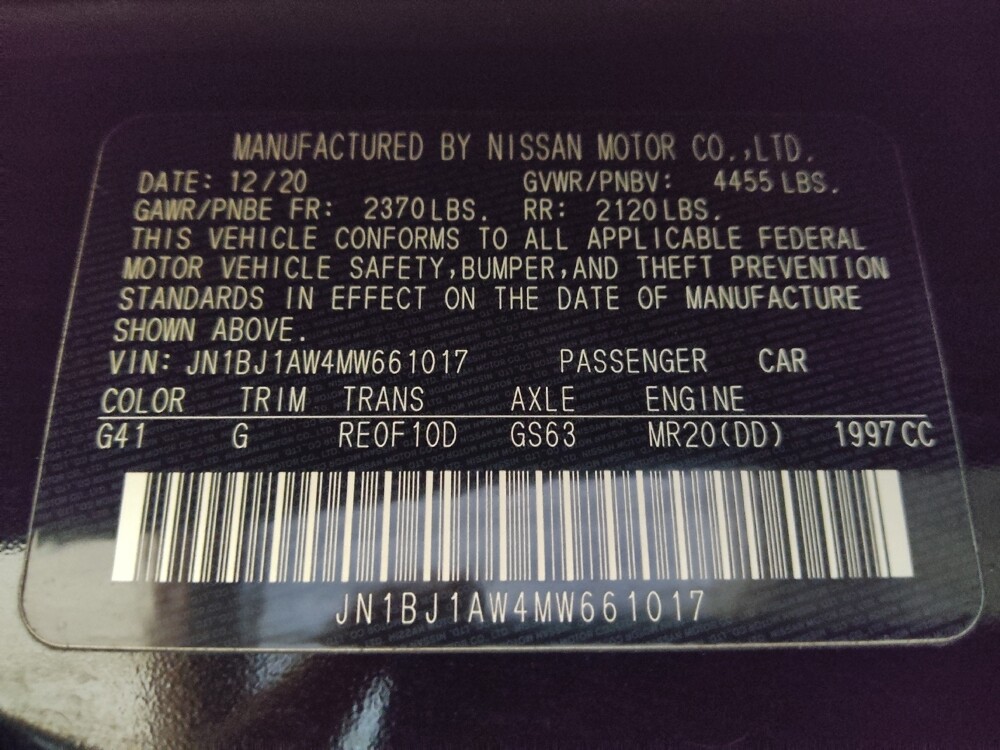 MANUFACTURED BY NISSAN MOTOR CO.,LTD.
DATE: 12/20 GVWR/PNBV: 4455 LBS.
GAWR/PNBE FR: 2370 LBS. RR: 2120 LBS.
THIS VEHICLE CONFORMS TO ALL APPLICABLE FEDERAL
MOTOR VEHICLE SAFETY,BUMPER,AND THEFT PREVENTION
STANDARDS IN EFFECT ON THE DATE OF MANUFACTURE
SHOWN ABOVE.
VIN: JN1BJ1AW4MW661017 PASSENGER CAR
COLOR TRIM TRANS AXLE ENGINE
G41 G RE0F10D GS63 MR20(DD) 1997 CC
JN1BJ1AW4MW661017